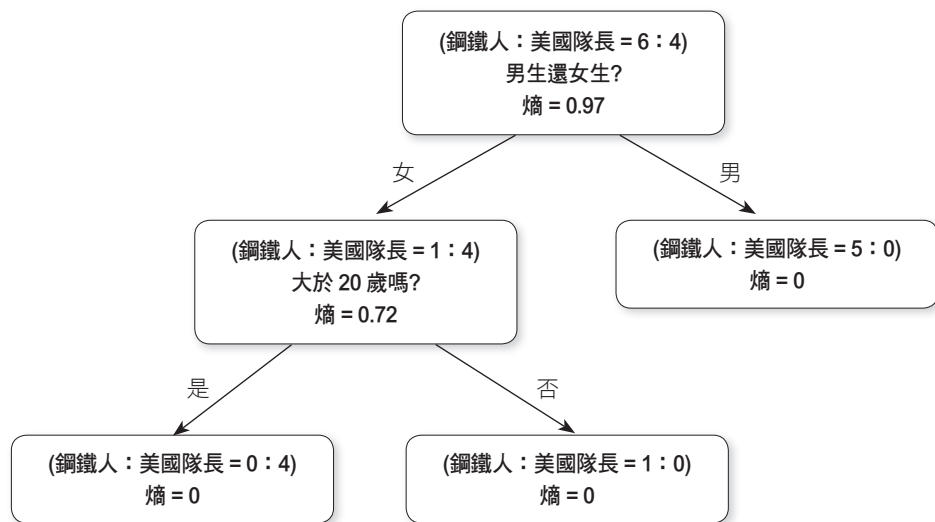 (鋼鐵人：美國隊長 = 6：4)
男生還女生?
熵 = 0.97
女
男
(鋼鐵人：美國隊長 = 1：4)
大於 20 歲嗎?
熵 = 0.72
(鋼鐵人：美國隊長 = 5：0)
熵 = 0
是
否
(鋼鐵人：美國隊長 = 0：4)
熵 = 0
(鋼鐵人：美國隊長 = 1：0)
熵 = 0